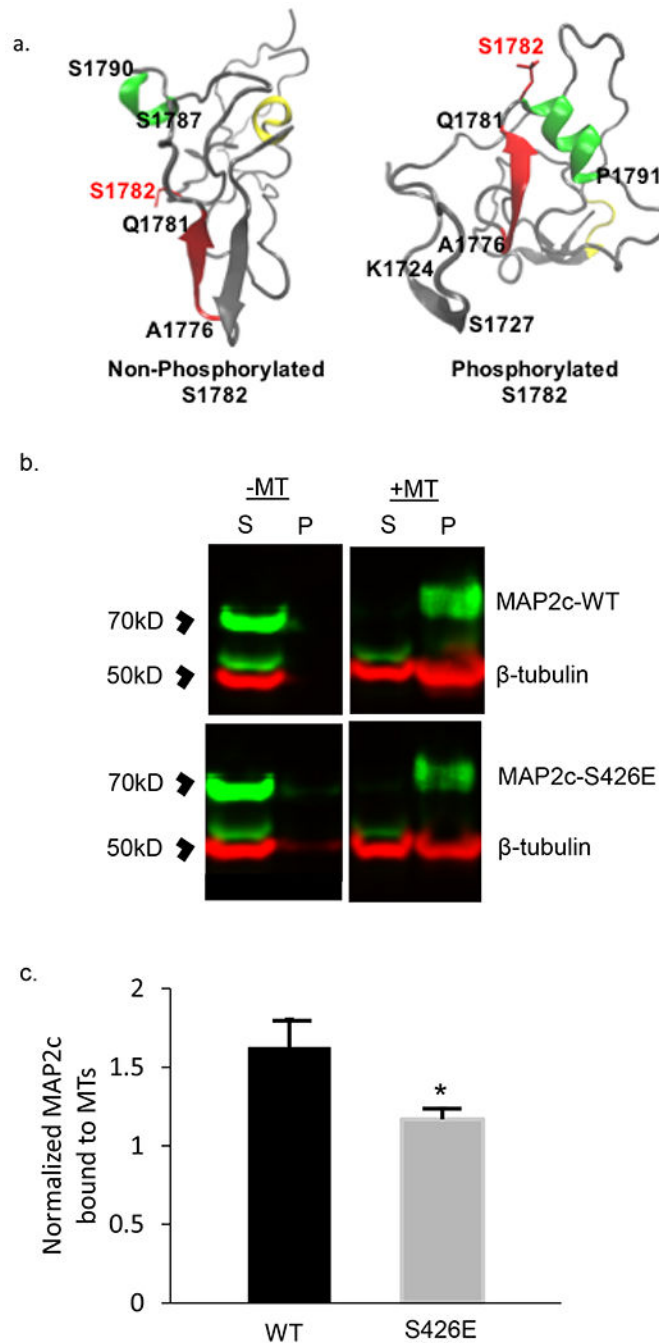 a.
S1790
S1787
S1782
Q1781
A1776
Non-Phosphorylated
S1782
S1782
Q1781
P1791
A1776
K1724
S1727
Phosphorylated
S1782
b.
-MT +MT
S P S P
70kD MAP2c-WT
50kD β-tubulin
70kD MAP2c-S426E
50kD β-tubulin
c.
Normalized MAP2c
bound to MTs
2
1.5
1
0.5
0
*
WT S426E